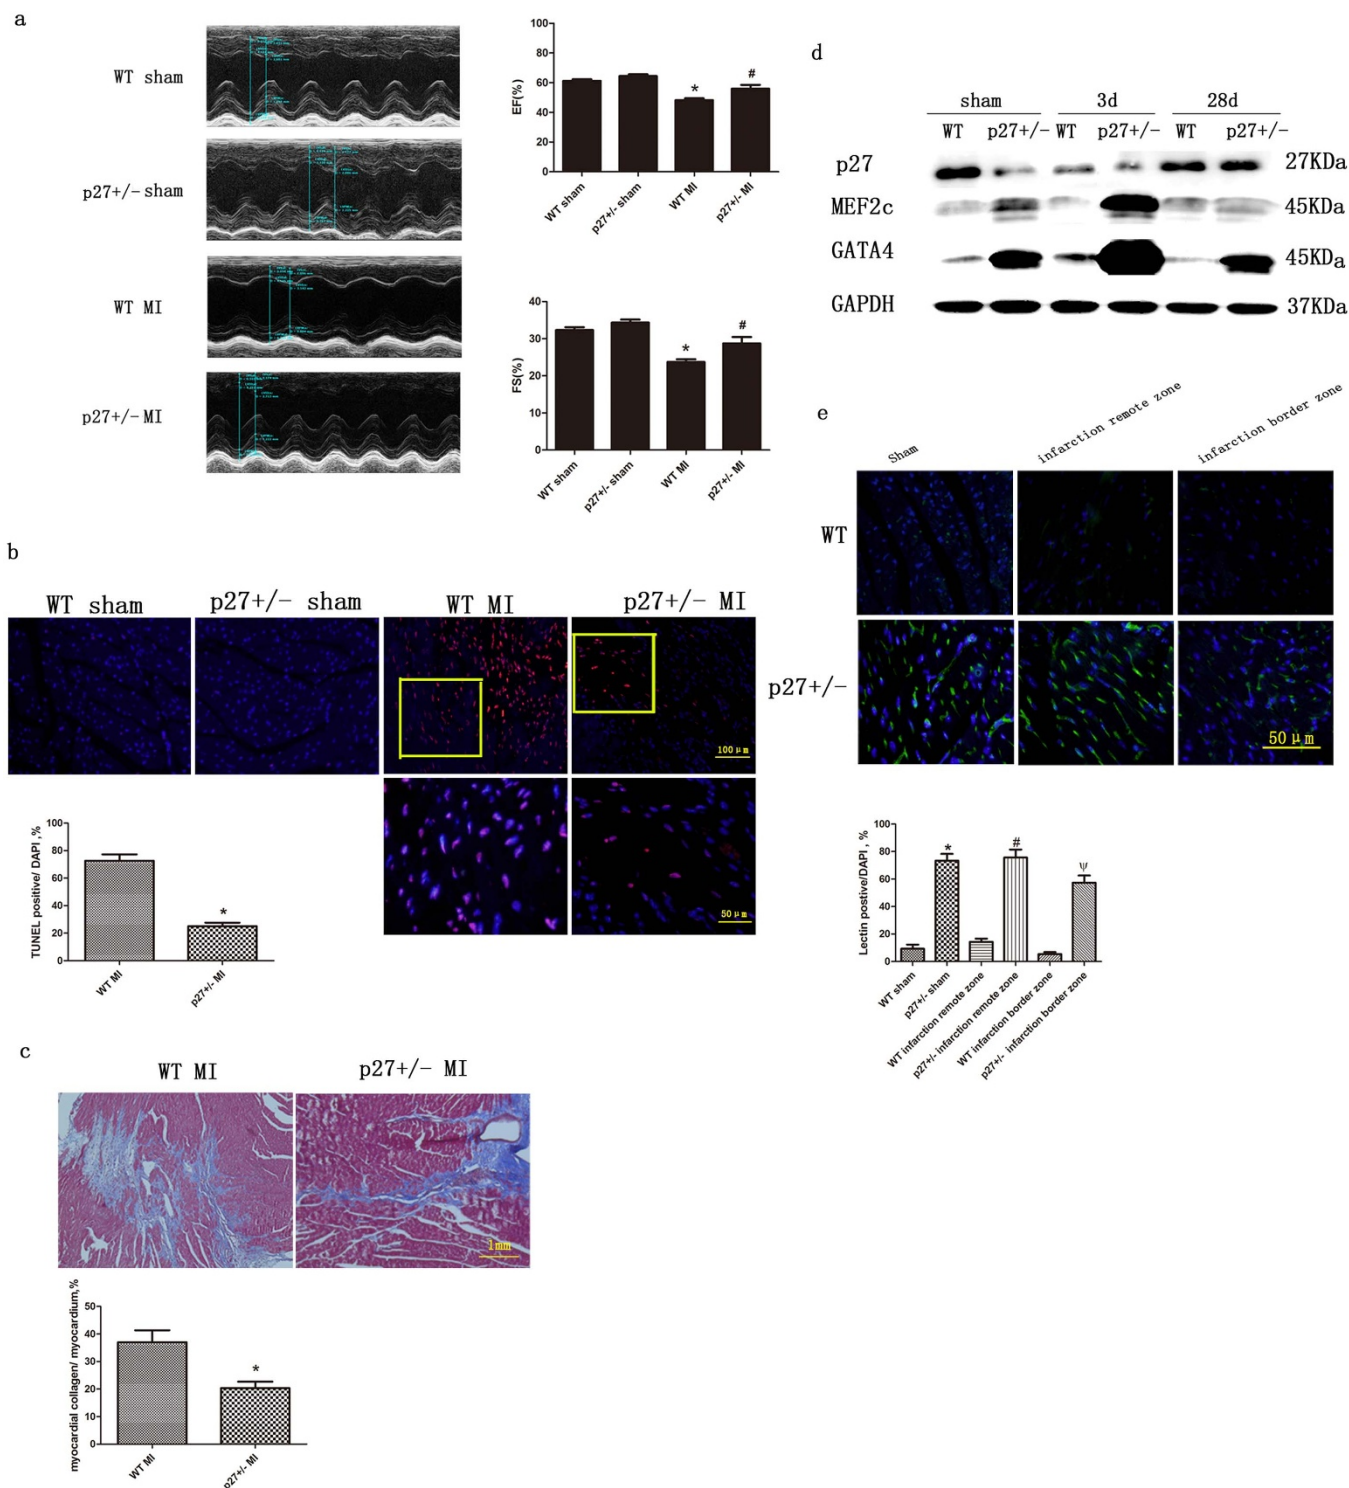 a
WT sham
p27+/- sham
WT MI
p27+/- MI
EF(%)
100
80
60
40
20
0
*
#
WT sham
p27+/- sham
WT MI
p27+/- MI
FS(%)
40
30
20
10
0
*
#
WT sham
p27+/- sham
WT MI
p27+/- MI
b
WT sham
p27+/- sham
WT MI
p27+/- MI
100μm
50μm
TUNEL positive/ DAPI ,%
100
80
60
40
20
0
*
WT MI
p27+/- MI
c
WT MI
p27+/- MI
1mm
myocardial collagen/ myocardium,%
50
40
30
20
10
0
*
WT MI
p27+/- MI
d
sham 3d 28d
WT p27+/- WT p27+/- WT p27+/-
p27 27KDa
MEF2c 45KDa
GATA4 45KDa
GAPDH 37KDa
e
Sham
infarction remote zone
infarction border zone
WT
p27+/-
50μm
Lectin postive/DAPI , %
100
80
60
40
20
0
*
#
ψ
WT sham
p27+/- sham
WT infarction remote zone
p27+/- infarction remote zone
WT infarction border zone
p27+/- infarction border zone